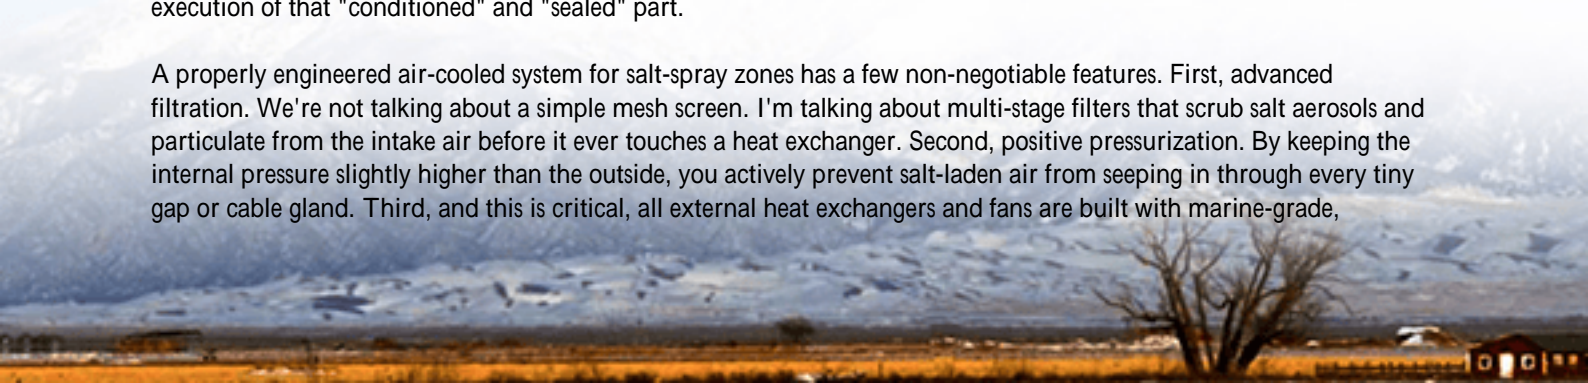 execution of that "conditioned" and "sealed" part.
A properly engineered air-cooled system for salt-spray zones has a few non-negotiable features. First, advanced
filtration. We're not talking about a simple mesh screen. I'm talking about multi-stage filters that scrub salt aerosols and
particulate from the intake air before it ever touches a heat exchanger. Second, positive pressurization. By keeping the
internal pressure slightly higher than the outside, you actively prevent salt-laden air from seeping in through every tiny
gap or cable gland. Third, and this is critical, all external heat exchangers and fans are built with marine-grade,